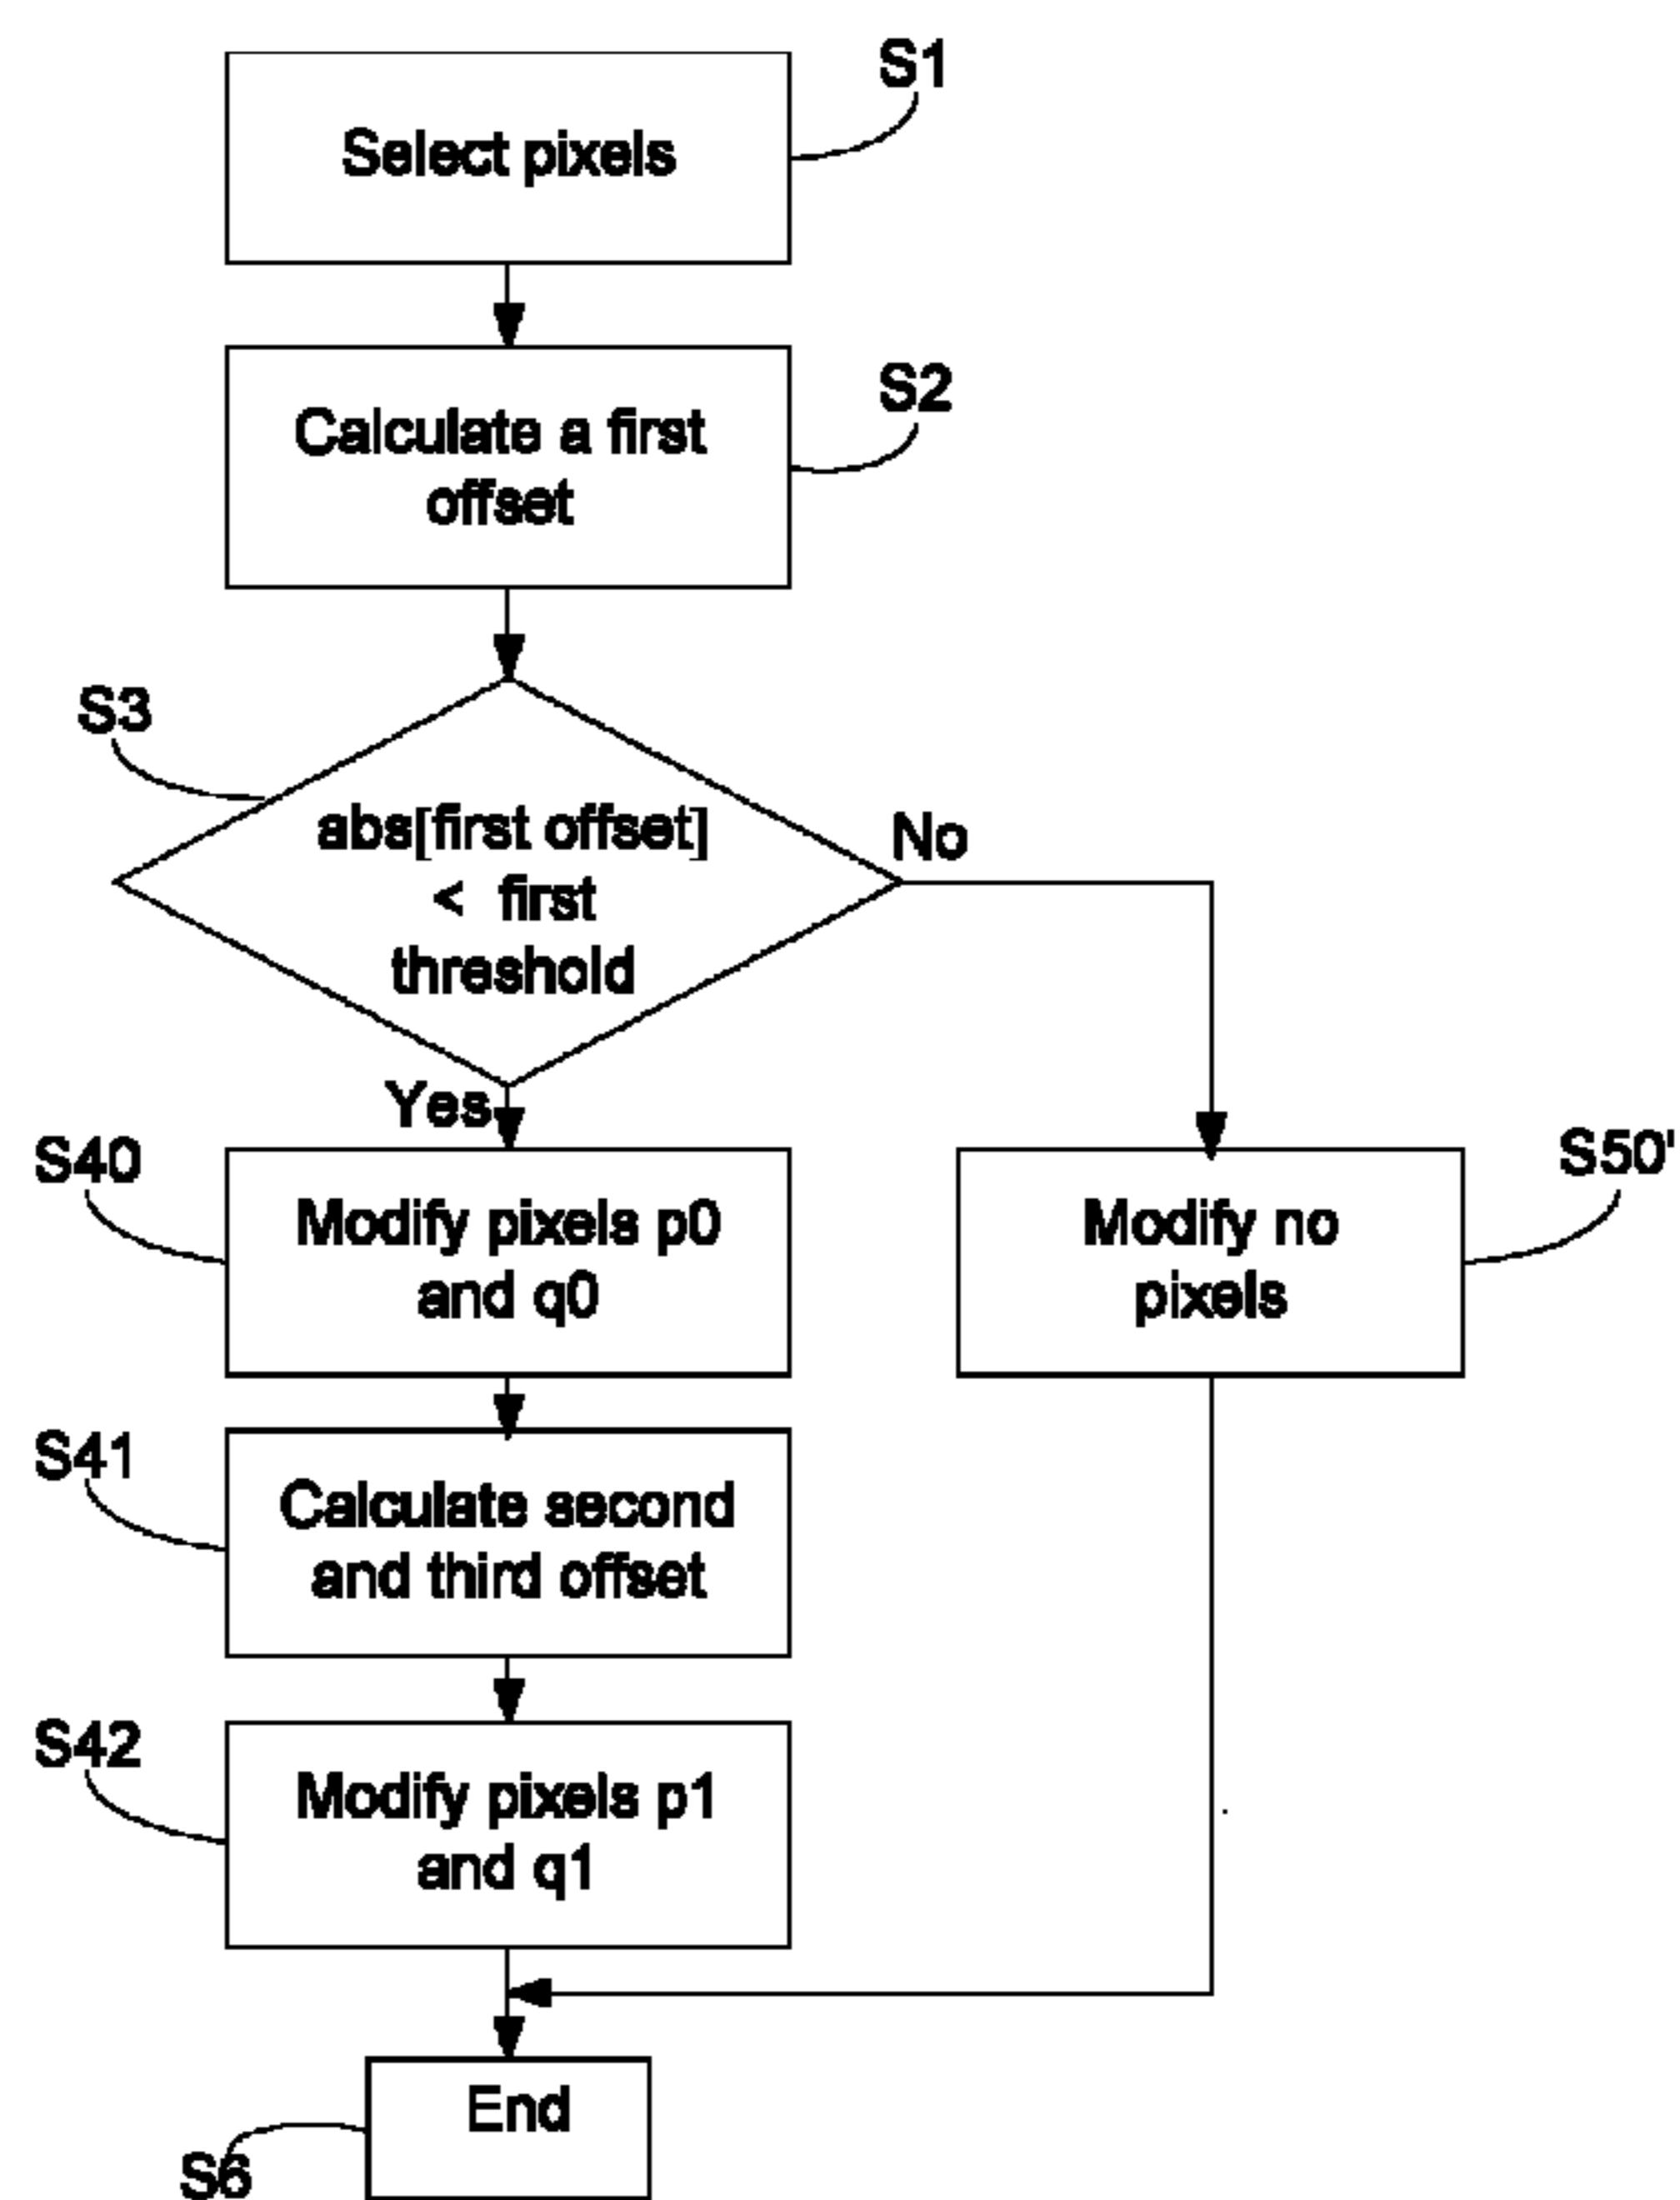 S1
Select pixels
S2
Calculate a first
offset
S3
abs[first offset]
< first
threshold
No
Yes
S40
Modify pixels p0
and q0
S50'
Modify no
pixels
S41
Calculate second
and third offset
S42
Modify pixels p1
and q1
End
S6